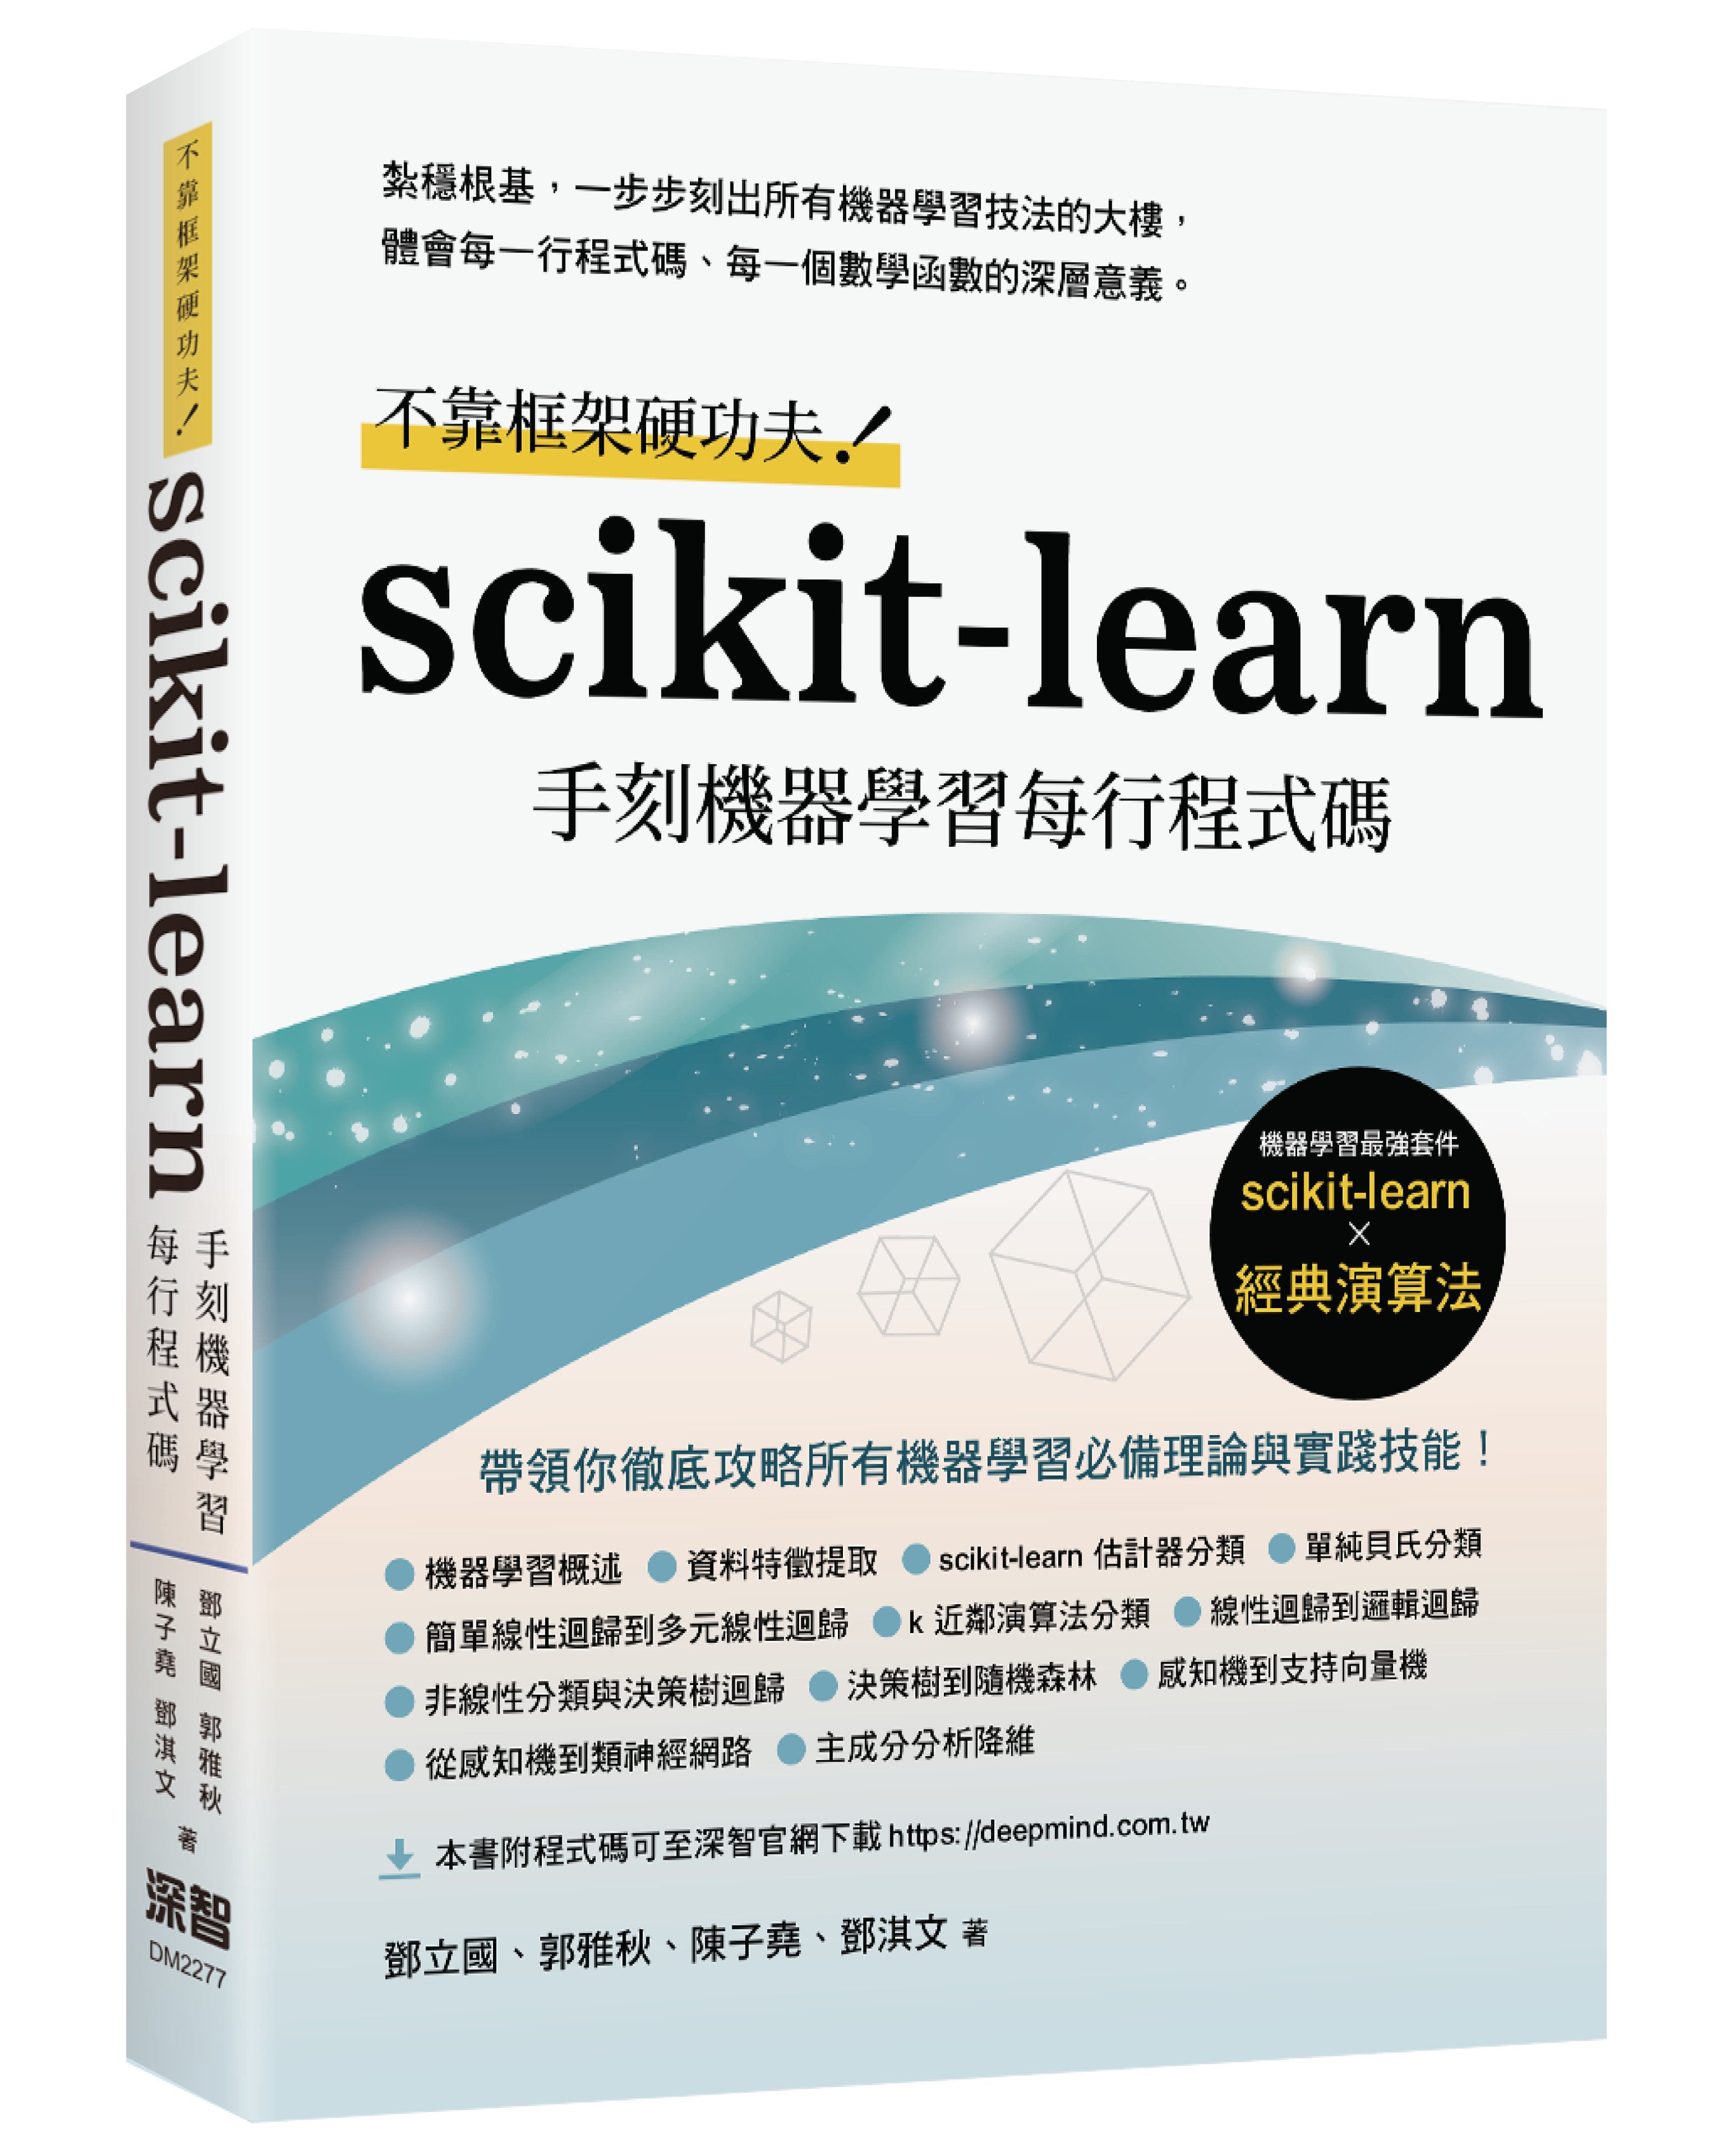 紮穩根基，一步步刻出所有機器學習技法的大樓，
體會每一行程式碼、每一個數學函數的深層意義。
不靠框架硬功夫！
scikit-learn
手刻機器學習每行程式碼
機器學習最強套件
scikit-learn
×
經典演算法
帶領你徹底攻略所有機器學習必備理論與實踐技能！
● 機器學習概述 ● 資料特徵提取 ● scikit-learn 估計器分類 ● 單純貝氏分類
● 簡單線性迴歸到多元線性迴歸 ● k 近鄰演算法分類 ● 線性迴歸到邏輯迴歸
● 非線性分類與決策樹迴歸 ● 決策樹到隨機森林 ● 感知機到支持向量機
● 從感知機到類神經網路 ● 主成分分析降維
本書附程式碼可至深智官網下載 https://deepmind.com.tw
鄧立國、郭雅秋、陳子堯、鄧淇文 著
不靠框架硬功夫！
scikit-learn
手刻機器學習
每行程式碼
鄧立國 郭雅秋
陳子堯 鄧淇文
著
深智
DM2277